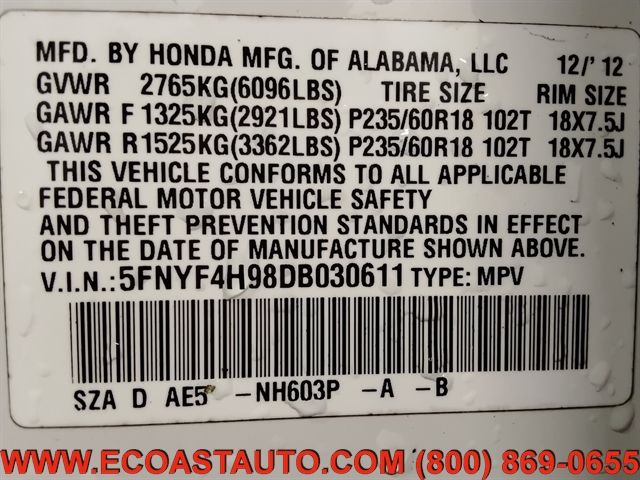 MFD. BY HONDA MFG. OF ALABAMA, LLC 12/' 12
GVWR 2765KG(6096LBS) TIRE SIZE RIM SIZE
GAWR F 1325KG(2921LBS) P235/60R18 102T 18X7.5J
GAWR R 1525KG(3362LBS) P235/60R18 102T 18X7.5J
THIS VEHICLE CONFORMS TO ALL APPLICABLE
FEDERAL MOTOR VEHICLE SAFETY
AND THEFT PREVENTION STANDARDS IN EFFECT
ON THE DATE OF MANUFACTURE SHOWN ABOVE.
V.I.N.: 5FNYF4H98DB030611 TYPE: MPV
SZA D AE5 -NH603P -A -B
WWW.ECOASTAUTO.COM (800) 869-0655